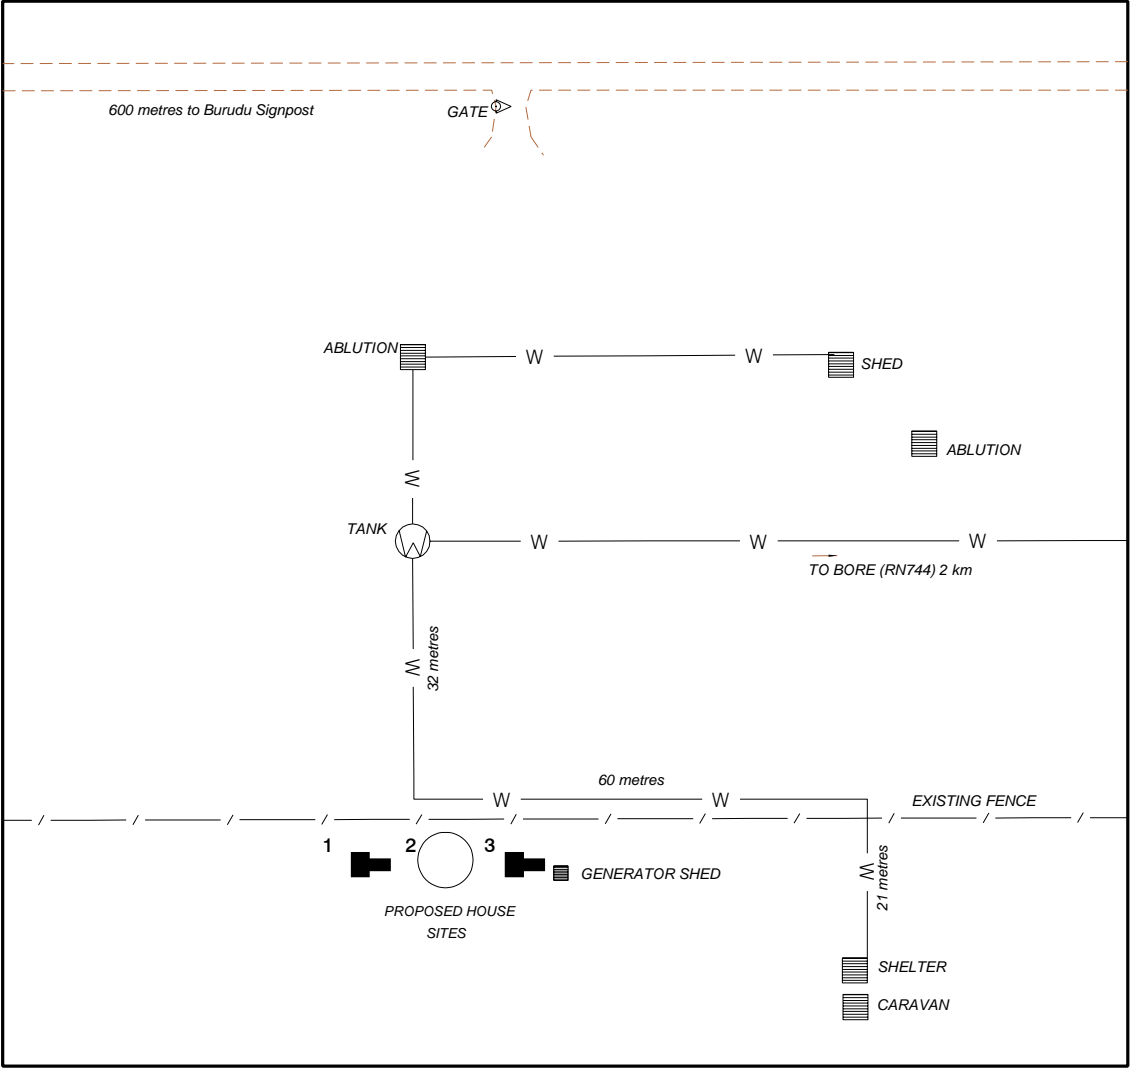 600 metres to Burudu Signpost
GATE
ABLUTION
W
W
SHED
ABLUTION
W
TANK
W
W
W
W
TO BORE (RN744) 2 km
W
32 metres
60 metres
W
W
EXISTING FENCE
1
2
3
GENERATOR SHED
W
21 metres
PROPOSED HOUSE
SITES
SHELTER
CARAVAN